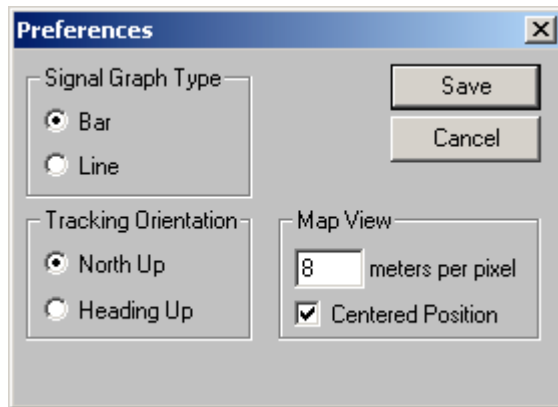 Preferences
Signal Graph Type
Bar
Line
Save
Cancel
Tracking Orientation
North Up
Heading Up
Map View
8 meters per pixel
Centered Position